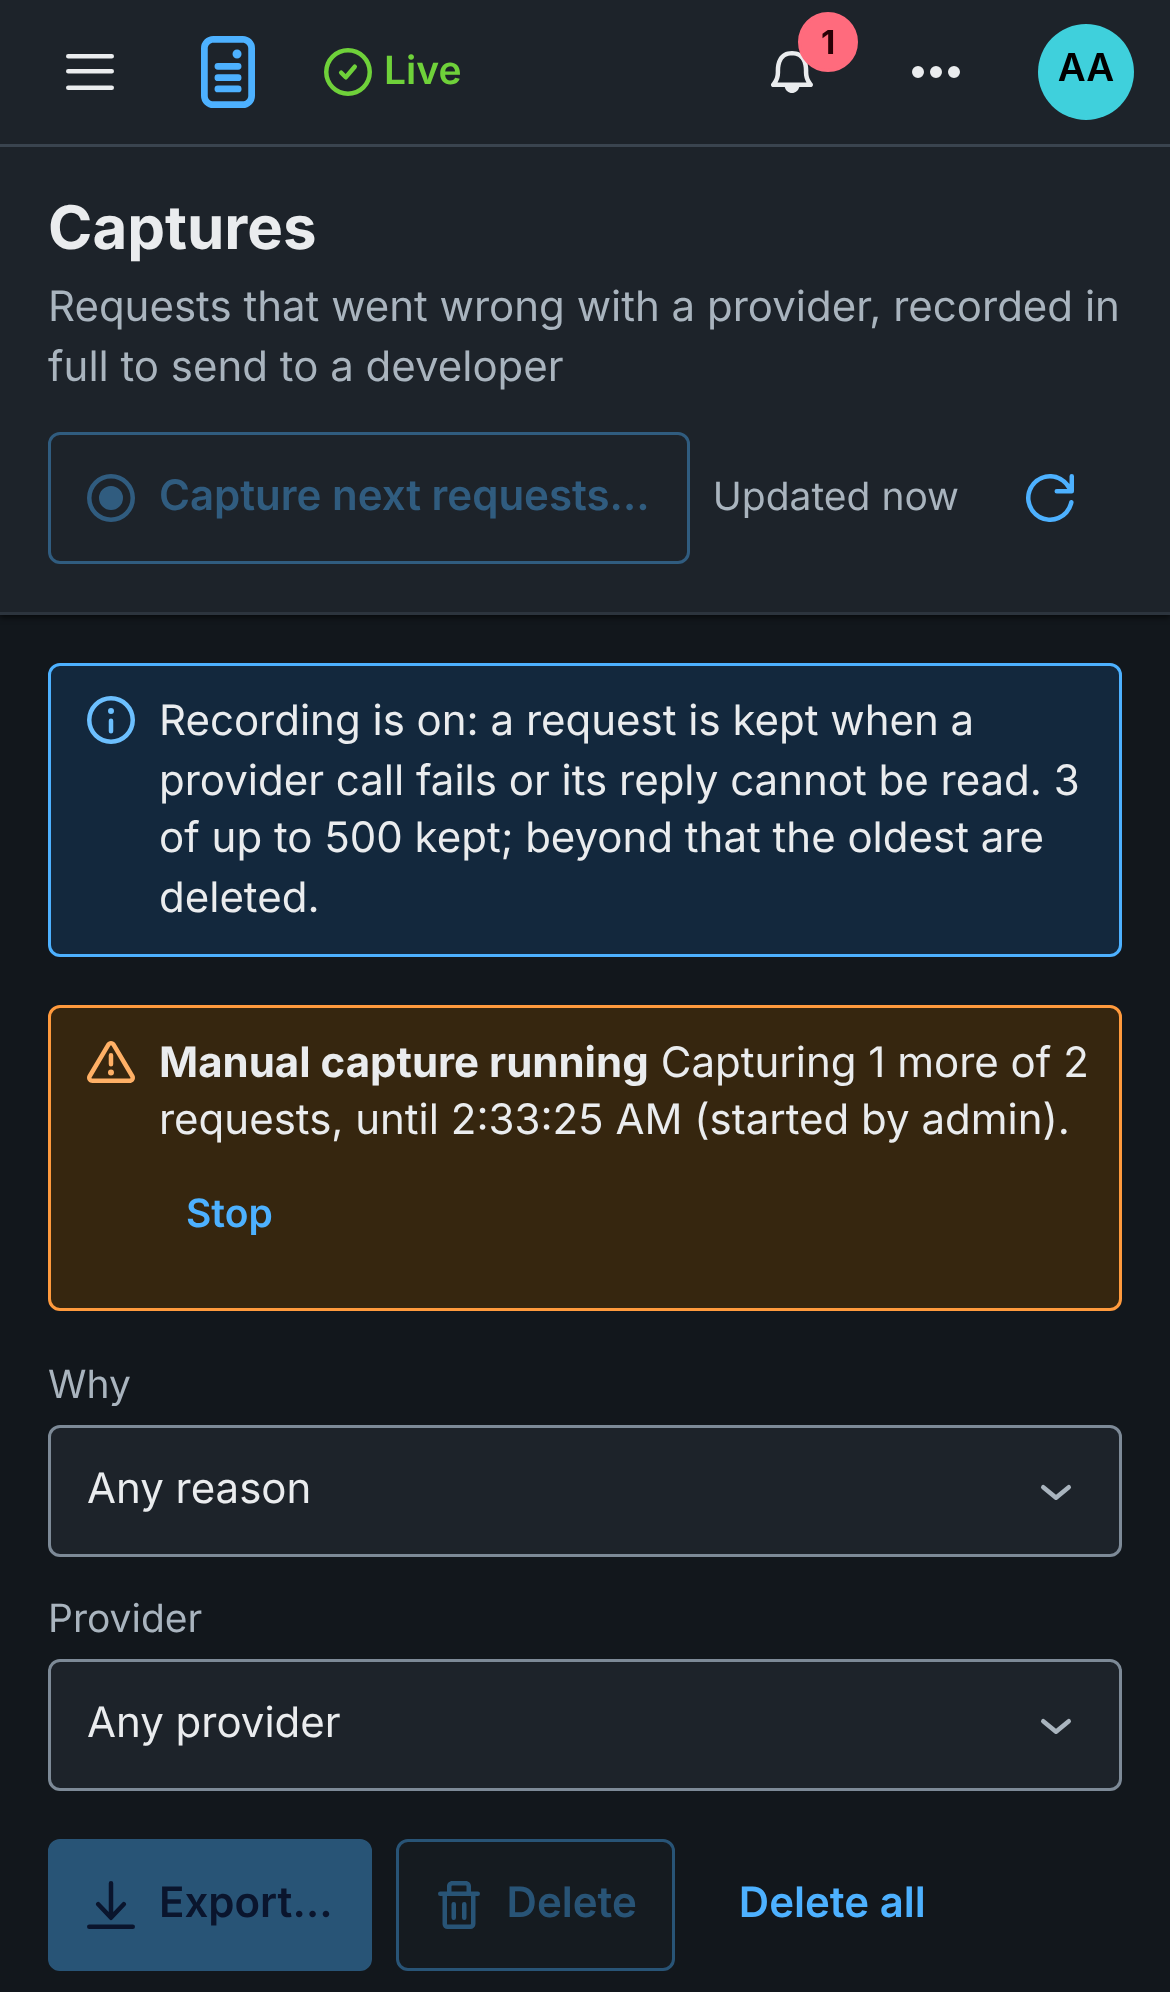 Live
1
AA
Captures
Requests that went wrong with a provider, recorded in
full to send to a developer
Capture next requests...
Updated now
Recording is on: a request is kept when a
provider call fails or its reply cannot be read. 3
of up to 500 kept; beyond that the oldest are
deleted.
Manual capture running Capturing 1 more of 2
requests, until 2:33:25 AM (started by admin).
Stop
Why
Any reason
Provider
Any provider
Export...
Delete
Delete all